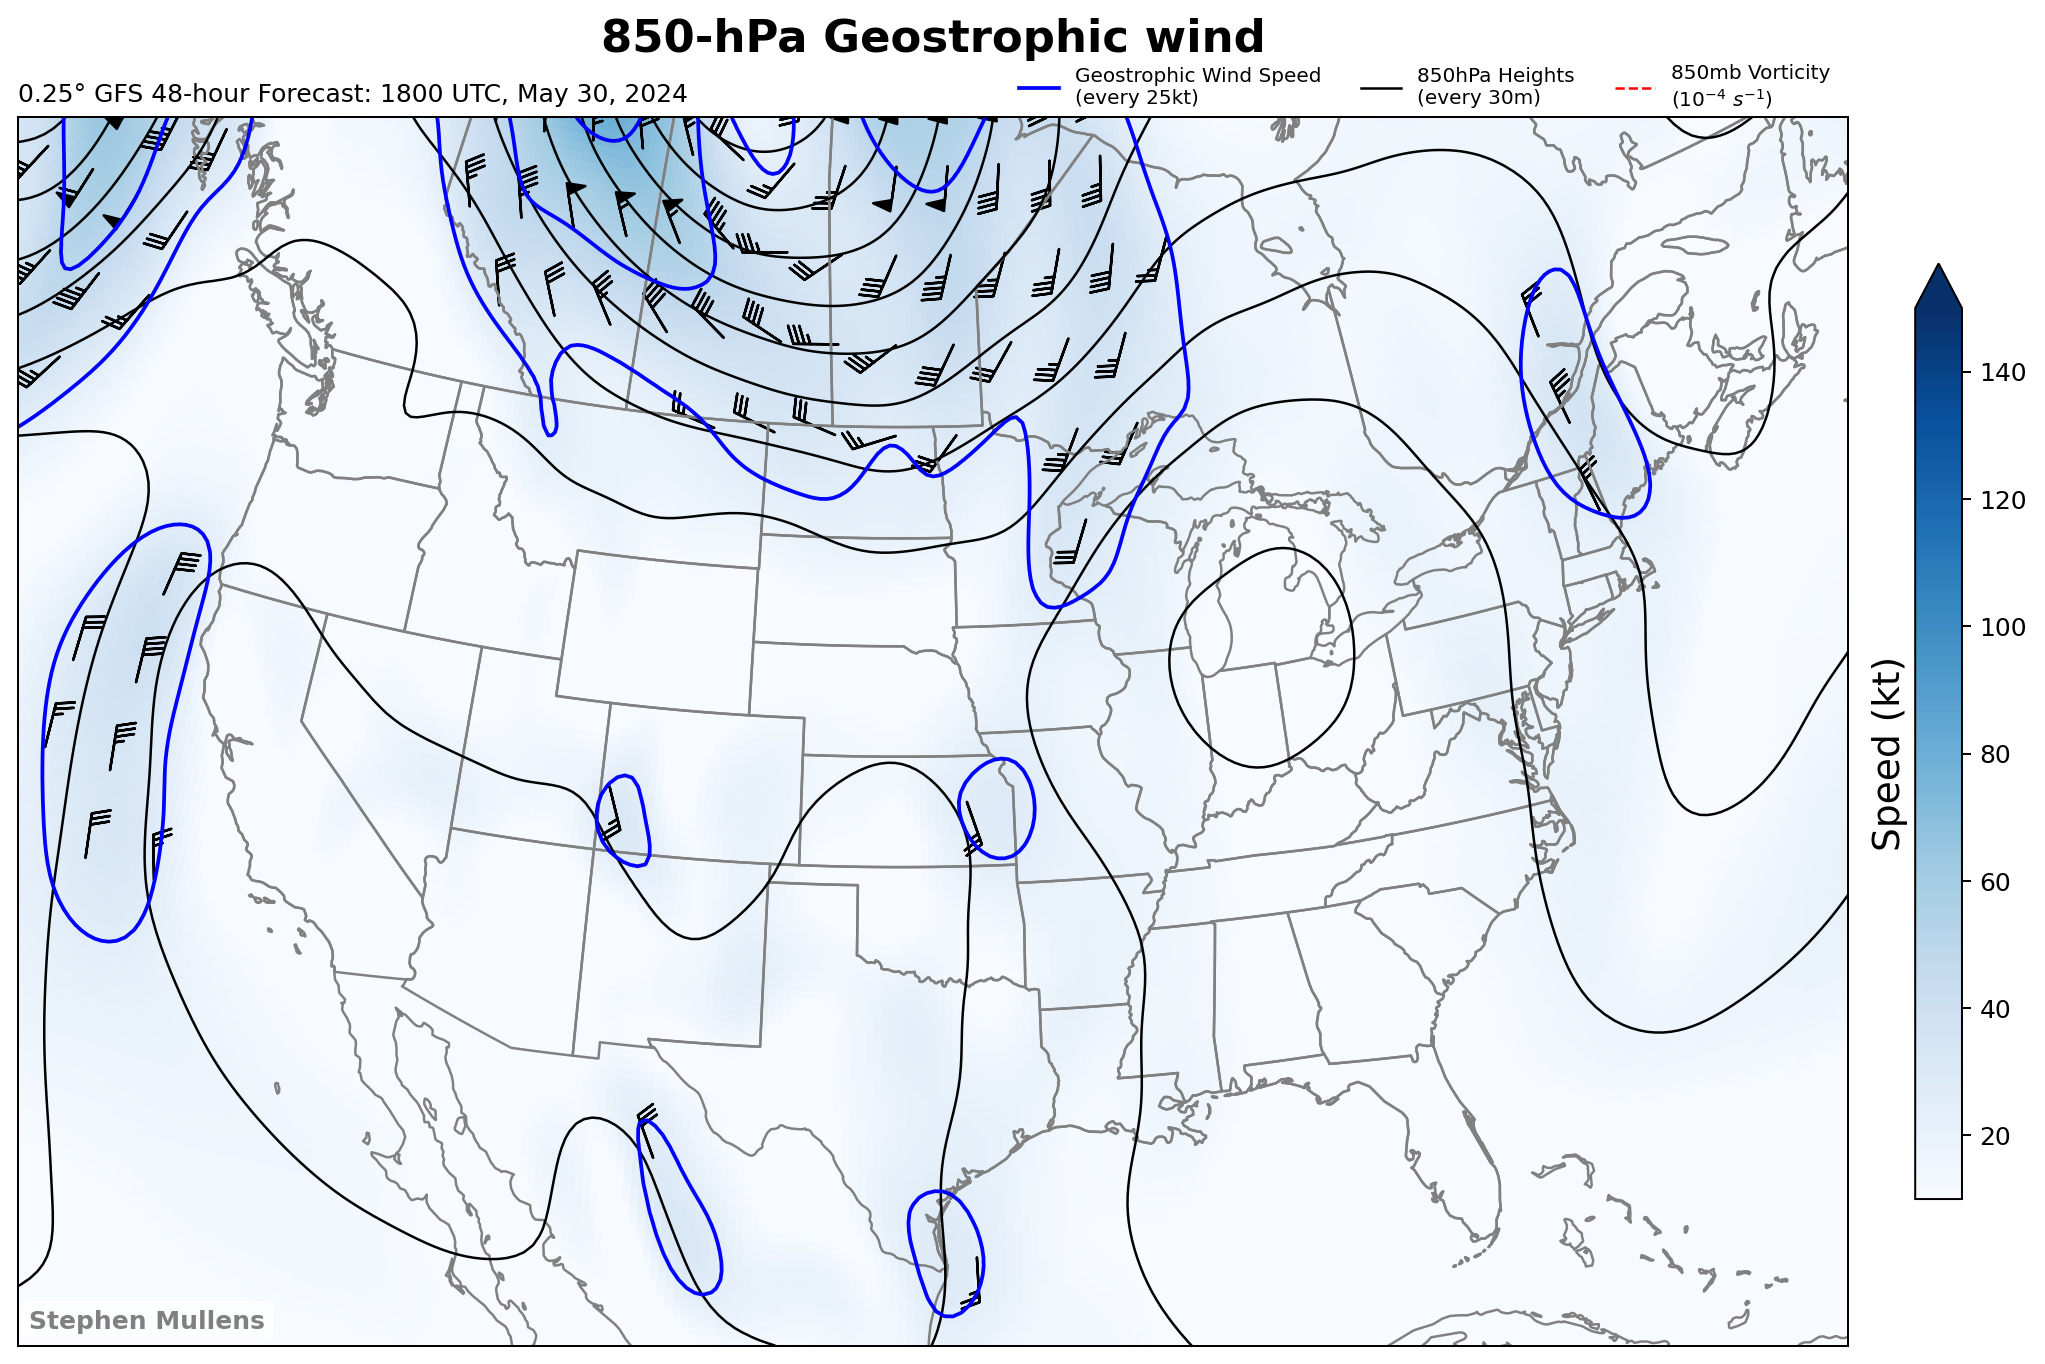 850-hPa Geostrophic wind
0.25° GFS 48-hour Forecast: 1800 UTC, May 30, 2024
Geostrophic Wind Speed
(every 25kt)
850hPa Heights
(every 30m)
850mb Vorticity
(10⁻⁴ s⁻¹)
140
120
100
80
60
40
20
Speed (kt)
Stephen Mullens